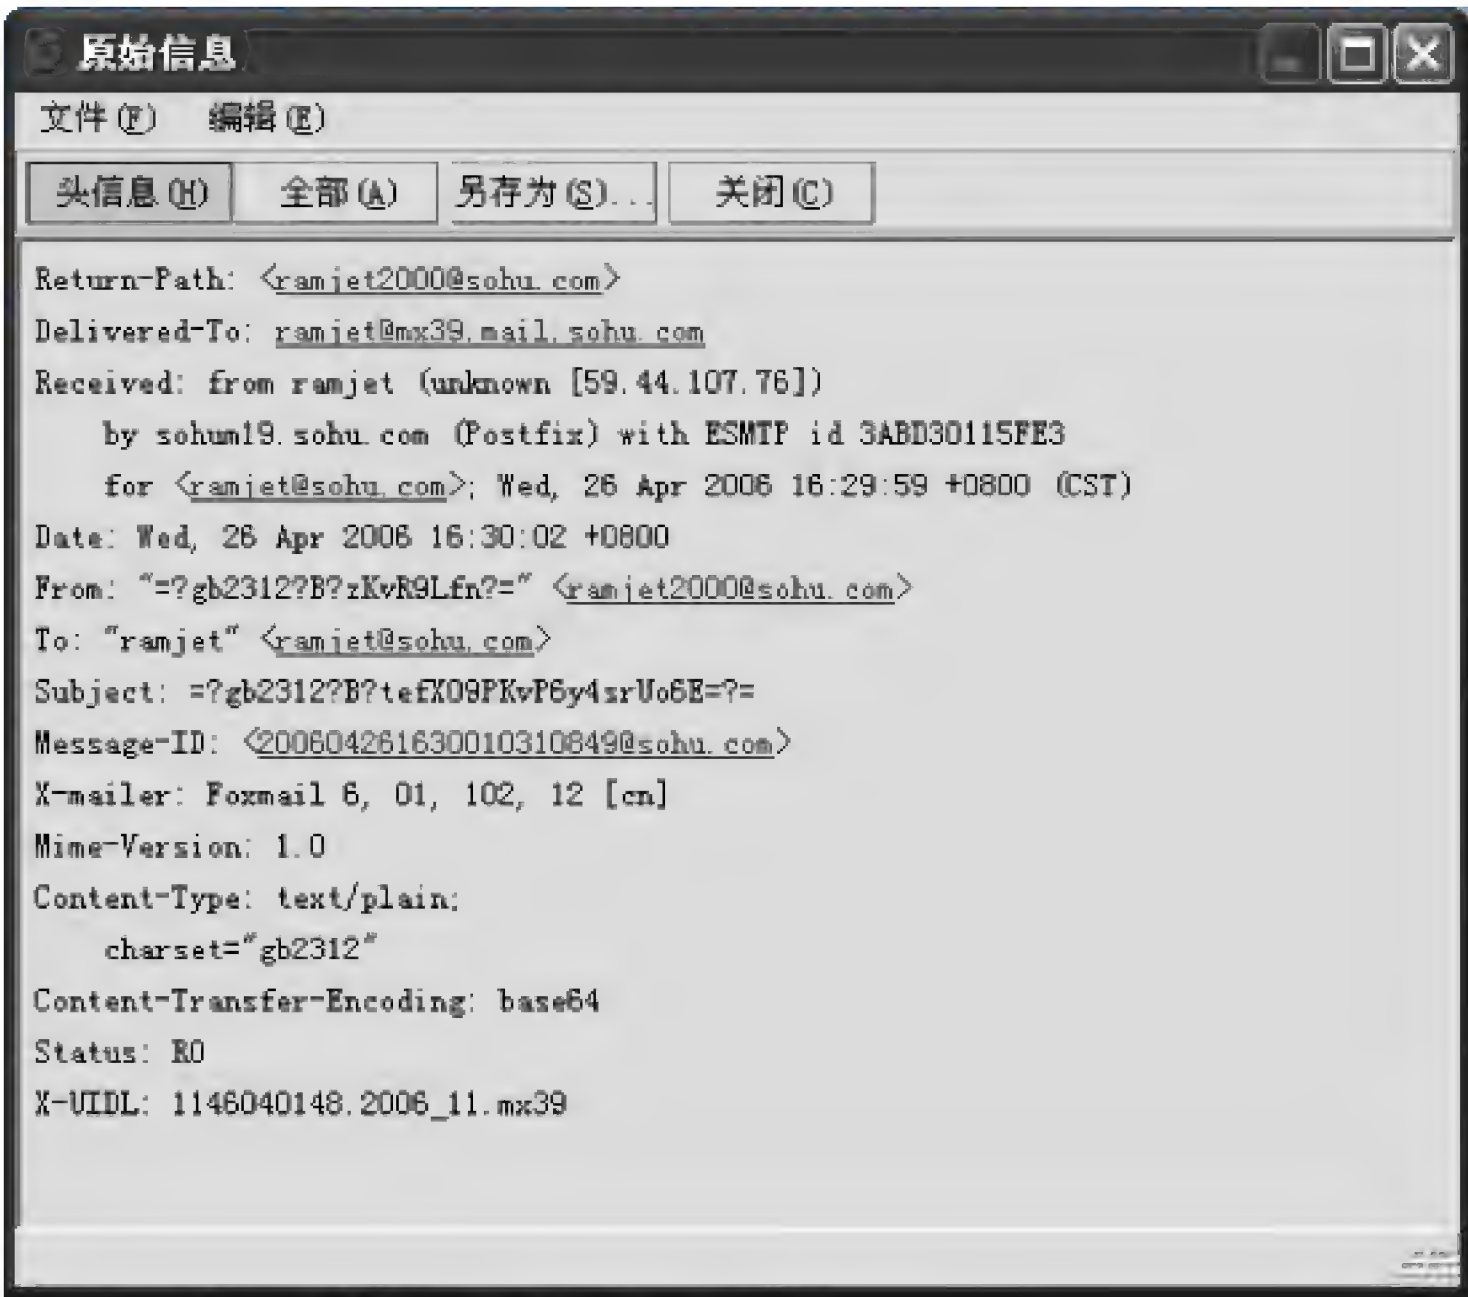 原始信息
文件(F) 编辑(E)
头信息(H) 全部(A) 另存为(S)... 关闭(C)
Return-Path: <ramjet2000@sohu.com>
Delivered-To: ramjet@mx39.mail.sohu.com
Received: from ramjet (unknown [59.44.107.76])
by sohum19.sohu.com (Postfix) with ESMTP id 3ABD30115FE3
for <ramjet@sohu.com>; Wed, 26 Apr 2006 16:29:59 +0800 (CST)
Date: Wed, 26 Apr 2006 16:30:02 +0800
From: "=?gb2312?B?zKvR9Lfn?=" <ramjet2000@sohu.com>
To: "ramjet" <ramjet@sohu.com>
Subject: =?gb2312?B?tefXO9PKvP6y4srUo6E=?=
Message-ID: <200604261630010310849@sohu.com>
X-mailer: Foxmail 6, 01, 102, 12 [cn]
Mime-Version: 1.0
Content-Type: text/plain;
charset="gb2312"
Content-Transfer-Encoding: base64
Status: RO
X-UIDL: 1146040148.2006_11.mx39